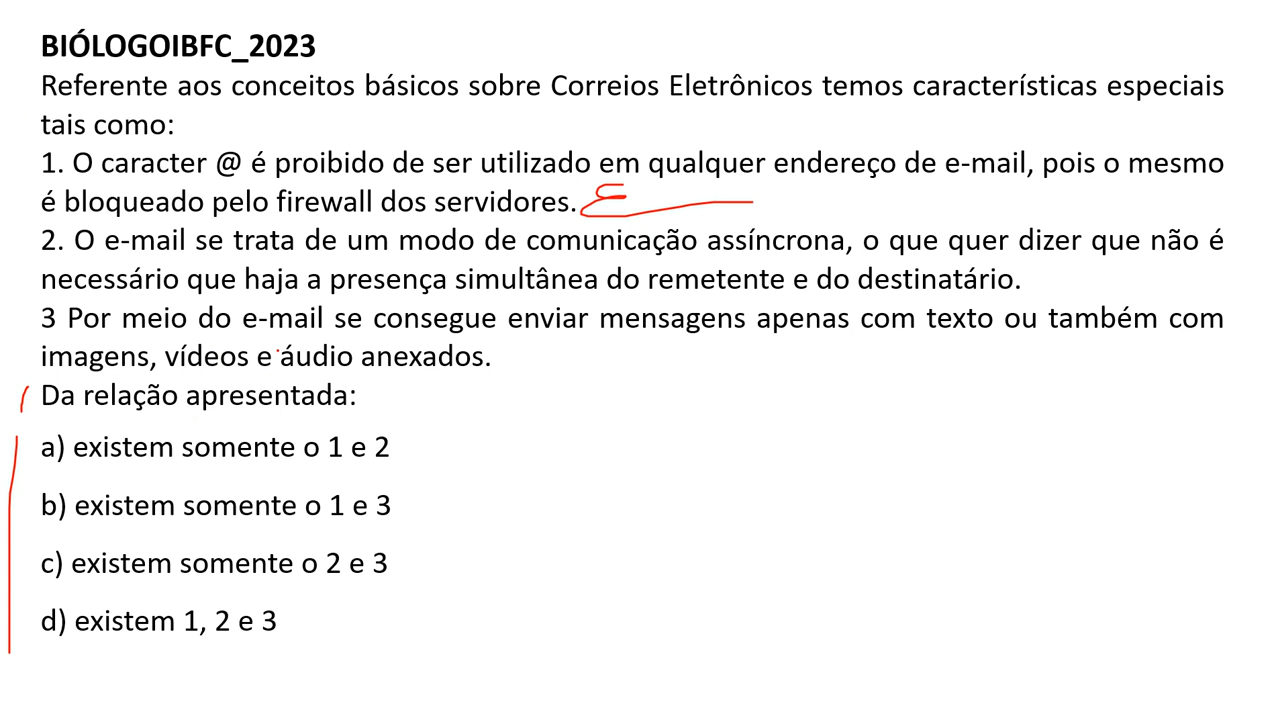 BIÓLOGOIBFC_2023
Referente aos conceitos básicos sobre Correios Eletrônicos temos características especiais
tais como:
1. O caracter @ é proibido de ser utilizado em qualquer endereço de e-mail, pois o mesmo
é bloqueado pelo firewall dos servidores.
2. O e-mail se trata de um modo de comunicação assíncrona, o que quer dizer que não é
necessário que haja a presença simultânea do remetente e do destinatário.
3 Por meio do e-mail se consegue enviar mensagens apenas com texto ou também com
imagens, vídeos e áudio anexados.
Da relação apresentada:
a) existem somente o 1 e 2
b) existem somente o 1 e 3
c) existem somente o 2 e 3
d) existem 1, 2 e 3